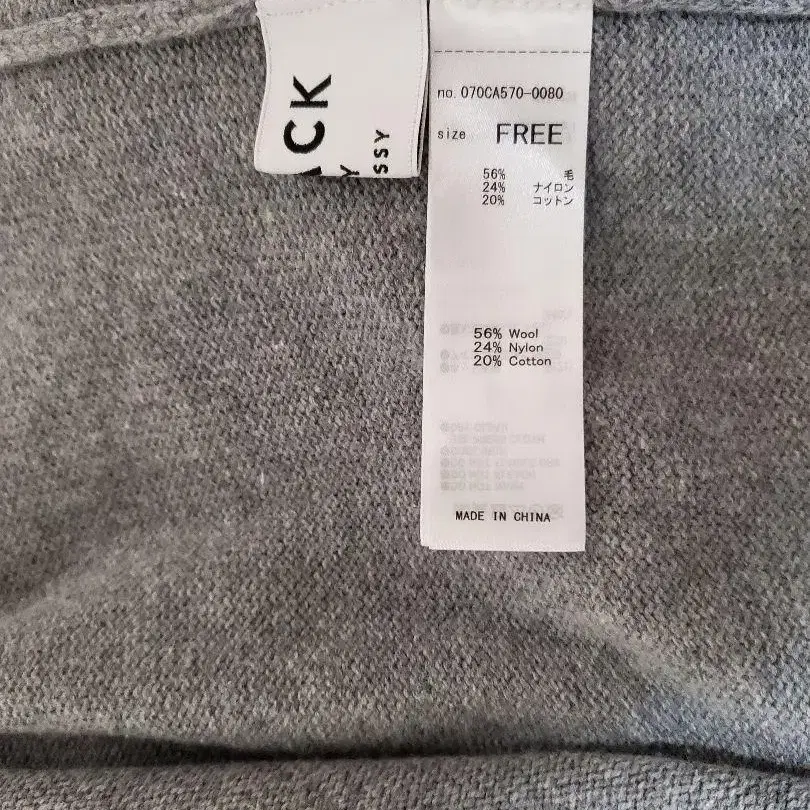 ACK
Y
SSY
no. 070CA570-0080
size FREE
56% 毛
24% ナイロン
20% コットン
56% Wool
24% Nylon
20% Cotton
MADE IN CHINA